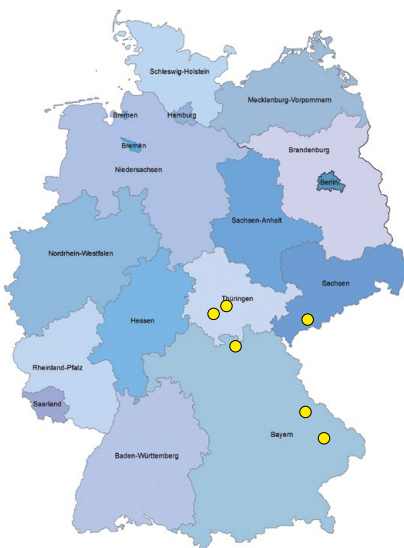 Schleswig-Holstein
Mecklenburg-Vorpommern
Bremen
Hamburg
Bremen
Brandenburg
Niedersachsen
Berlin
Sachsen-Anhalt
Nordrhein-Westfalen
Sachsen
Thüringen
Hessen
Rheinland-Pfalz
Saarland
Bayern
Baden-Württemberg